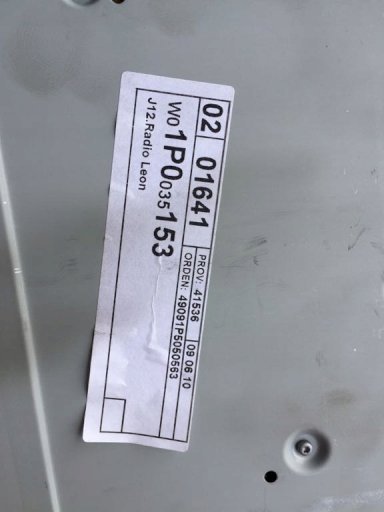 02 01641
PROV: 41536 09 06.10
ORDEN: 49091P5050563
W01P0035153
J12.Radio Leon